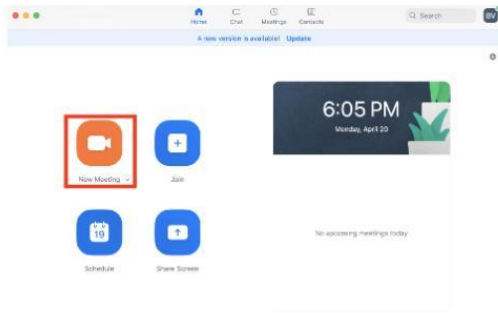 Home Chat Meetings Contacts Search BV
A new version is available! Update
6:05 PM
Monday, April 20
New Meeting Join
19
Schedule Share Screen
No upcoming meetings today